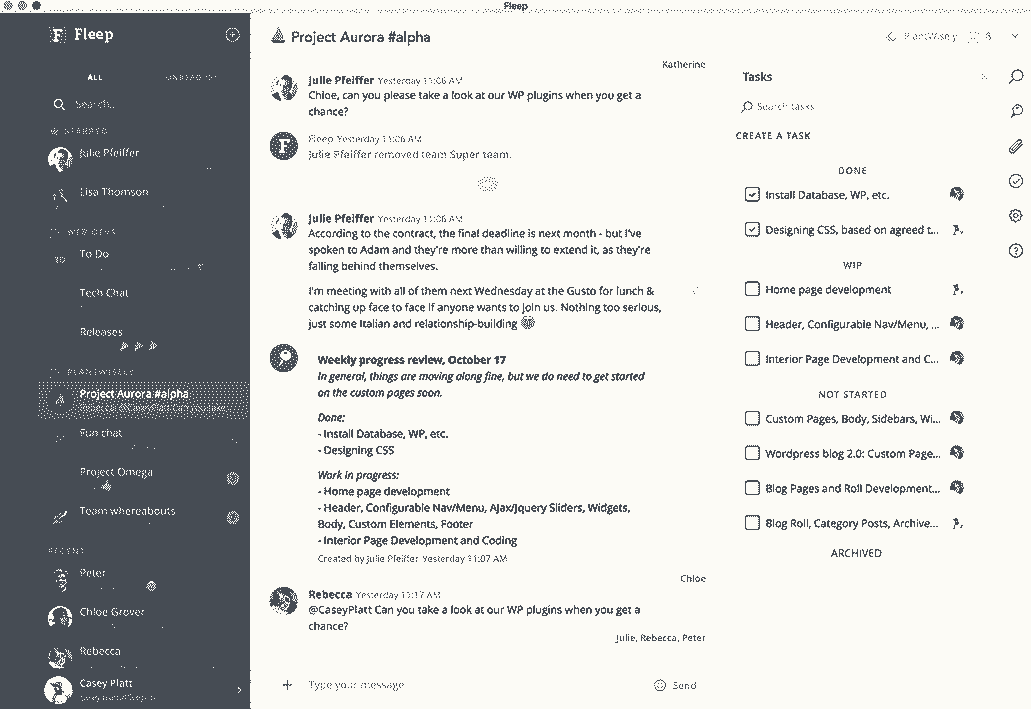 Fleep
Fleep
ALL
Search...
STARRED
Julie Pfeiffer
Lisa Thomson
WEB DEVS
To Do
Tech Chat
Releases
PLANTWISELY
Project Aurora #alpha
Fun chat
Project Omega
Team whereabouts
RECENT
Peter
Chloe Grover
Rebecca
Casey Platt
Project Aurora #alpha
PlantWisely
8
Katherine
Julie Pfeiffer Yesterday 11:06 AM
Chloe, can you please take a look at our WP plugins when you get a
chance?
Fleep Yesterday 11:06 AM
Julie Pfeiffer removed team Super team.
Julie Pfeiffer Yesterday 11:06 AM
According to the contract, the final deadline is next month - but I've
spoken to Adam and they're more than willing to extend it, as they're
falling behind themselves.
I'm meeting with all of them next Wednesday at the Gusto for lunch &
catching up face to face if anyone wants to join us. Nothing too serious,
just some Italian and relationship-building
Weekly progress review, October 17
In general, things are moving along fine, but we do need to get started
on the custom pages soon.
Done:
- Install Database, WP, etc.
- Designing CSS
Work in progress:
- Home page development
- Header, Configurable Nav/Menu, Ajax/Jquery Sliders, Widgets,
Body, Custom Elements, Footer
- Interior Page Development and Coding
Created by Julie Pfeiffer Yesterday 11:07 AM
Chloe
Rebecca Yesterday 11:17 AM
@CaseyPlatt Can you take a look at our WP plugins when you get a
chance?
Julie, Rebecca, Peter
Type your message
Send
Tasks
Search tasks
CREATE A TASK
DONE
Install Database, WP, etc.
Designing CSS, based on agreed t...
WIP
Home page development
Header, Configurable Nav/Menu, ...
Interior Page Development and C...
NOT STARTED
Custom Pages, Body, Sidebars, Wi...
Wordpress blog 2.0: Custom Page...
Blog Pages and Roll Development...
Blog Roll, Category Posts, Archive...
ARCHIVED